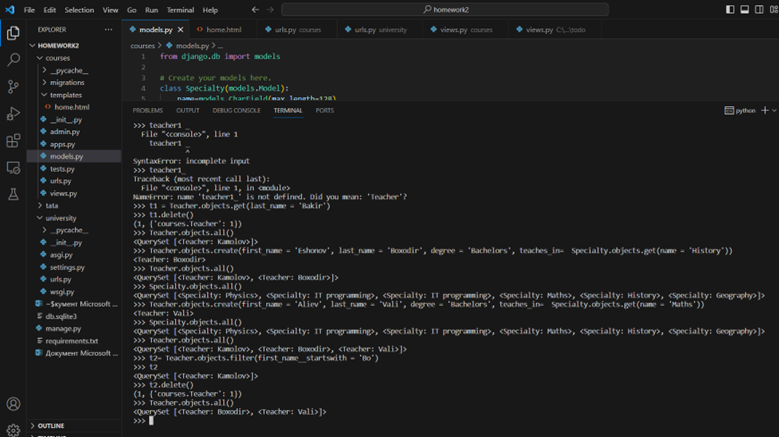 File Edit Selection View Go Run Terminal Help
homework2
EXPLORER
HOMEWORK2
courses
__pycache__
migrations
templates
home.html
__init__.py
admin.py
apps.py
models.py
tests.py
urls.py
views.py
tata
university
__pycache__
__init__.py
asgi.py
settings.py
urls.py
wsgi.py
~$кумент Microsoft ...
db.sqlite3
manage.py
requirements.txt
Документ Microsoft ...
OUTLINE
models.py home.html urls.py courses urls.py university views.py courses views.py C:\...\todo
courses > models.py > ...
1 from django.db import models
2
3 # Create your models here.
4 class Specialty(models.Model):
5 name=models.CharField(max_length=128)
PROBLEMS OUTPUT DEBUG CONSOLE TERMINAL PORTS
python
>>> teacher1 _
File "<console>", line 1
teacher1 _
^
SyntaxError: incomplete input
>>> teacher1_
Traceback (most recent call last):
File "<console>", line 1, in <module>
NameError: name 'teacher1_' is not defined. Did you mean: 'Teacher'?
>>> t1 = Teacher.objects.get(last_name = 'Bakir')
>>> t1.delete()
(1, {'courses.Teacher': 1})
>>> Teacher.objects.all()
<QuerySet [<Teacher: Kamolov>]>
>>> Teacher.objects.create(first_name = 'Eshonov', last_name = 'Boxodir', degree = 'Bachelors', teaches_in= Specialty.objects.get(name = 'History'))
<Teacher: Boxodir>
>>> Teacher.objects.all()
<QuerySet [<Teacher: Kamolov>, <Teacher: Boxodir>]>
>>> Specialty.objects.all()
<QuerySet [<Specialty: Physics>, <Specialty: IT programming>, <Specialty: IT programming>, <Specialty: Maths>, <Specialty: History>, <Specialty: Geography>]>
>>> Teacher.objects.create(first_name = 'Aliev', last_name = 'Vali', degree = 'Bachelors', teaches_in= Specialty.objects.get(name = 'Maths'))
<Teacher: Vali>
>>> Specialty.objects.all()
<QuerySet [<Specialty: Physics>, <Specialty: IT programming>, <Specialty: IT programming>, <Specialty: Maths>, <Specialty: History>, <Specialty: Geography>]>
>>> Teacher.objects.all()
<QuerySet [<Teacher: Kamolov>, <Teacher: Boxodir>, <Teacher: Vali>]>
>>> t2= Teacher.objects.filter(first_name__startswith = 'Bo')
>>> t2
<QuerySet [<Teacher: Kamolov>]>
>>> t2.delete()
(1, {'courses.Teacher': 1})
>>> Teacher.objects.all()
<QuerySet [<Teacher: Boxodir>, <Teacher: Vali>]>
>>>